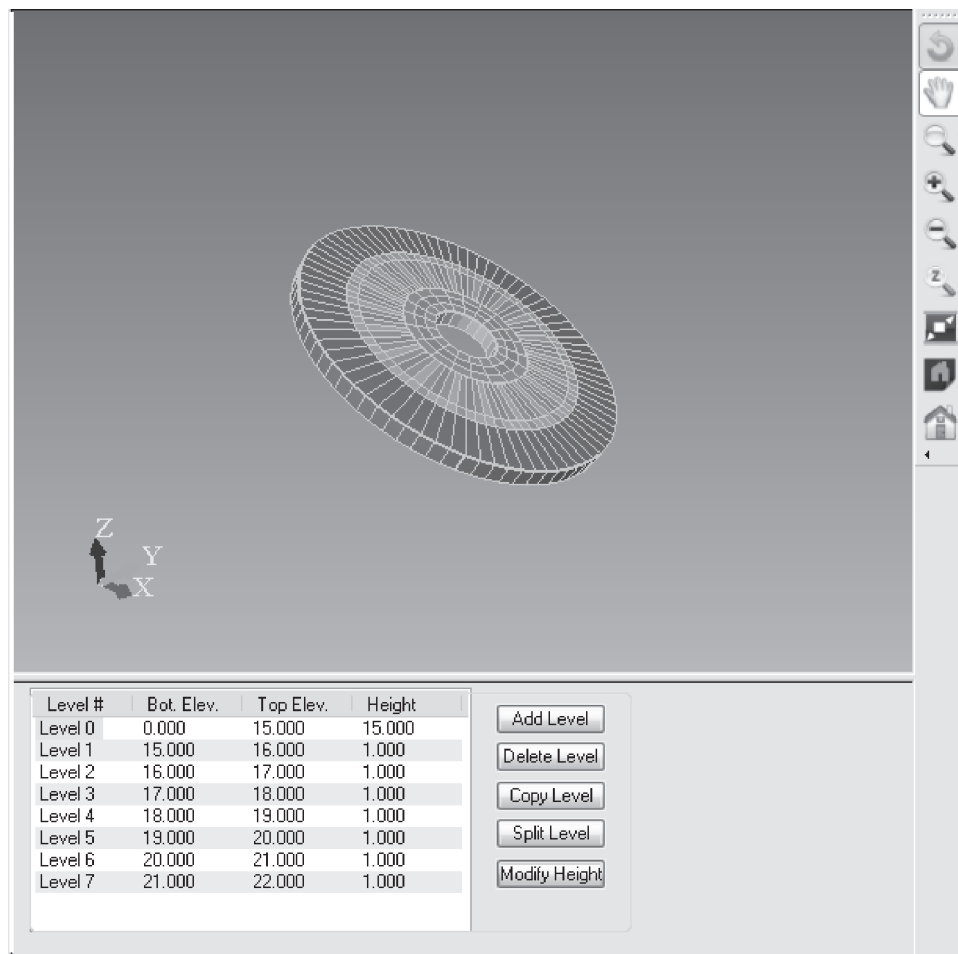 Z
Y
X
Z
Level # Bot. Elev. Top Elev. Height
Level 0 0.000 15.000 15.000
Level 1 15.000 16.000 1.000
Level 2 16.000 17.000 1.000
Level 3 17.000 18.000 1.000
Level 4 18.000 19.000 1.000
Level 5 19.000 20.000 1.000
Level 6 20.000 21.000 1.000
Level 7 21.000 22.000 1.000
Add Level
Delete Level
Copy Level
Split Level
Modify Height